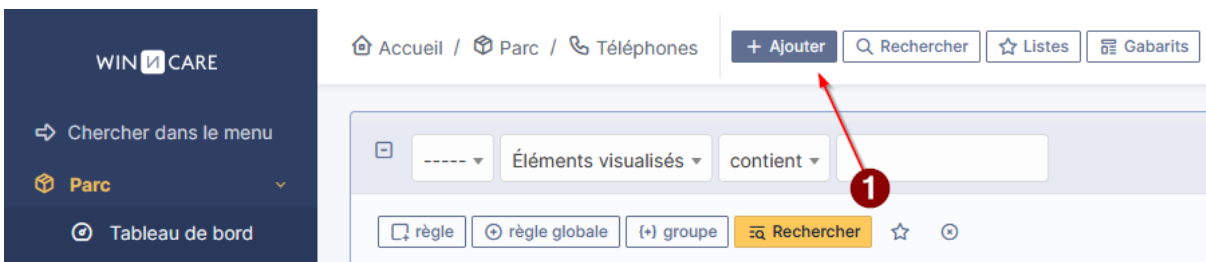 WIN CARE
Accueil / Parc / Téléphones
+ Ajouter
Rechercher
Listes
Gabarits
Chercher dans le menu
Parc
Tableau de bord
-----
Éléments visualisés
contient
1
règle
règle globale
{+} groupe
Rechercher